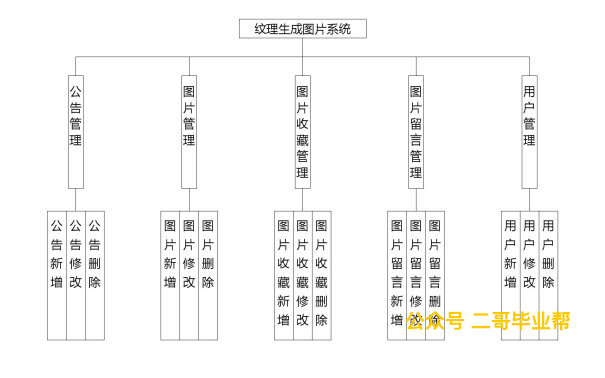 纹理生成图片系统
公告管理
图片管理
图片收藏管理
图片留言管理
用户管理
公告新增
公告修改
公告删除
图片新增
图片修改
图片删除
图片收藏新增
图片收藏修改
图片收藏删除
图片留言新增
图片留言修改
图片留言删除
用户新增
用户修改
用户删除
公众号 二哥毕业帮